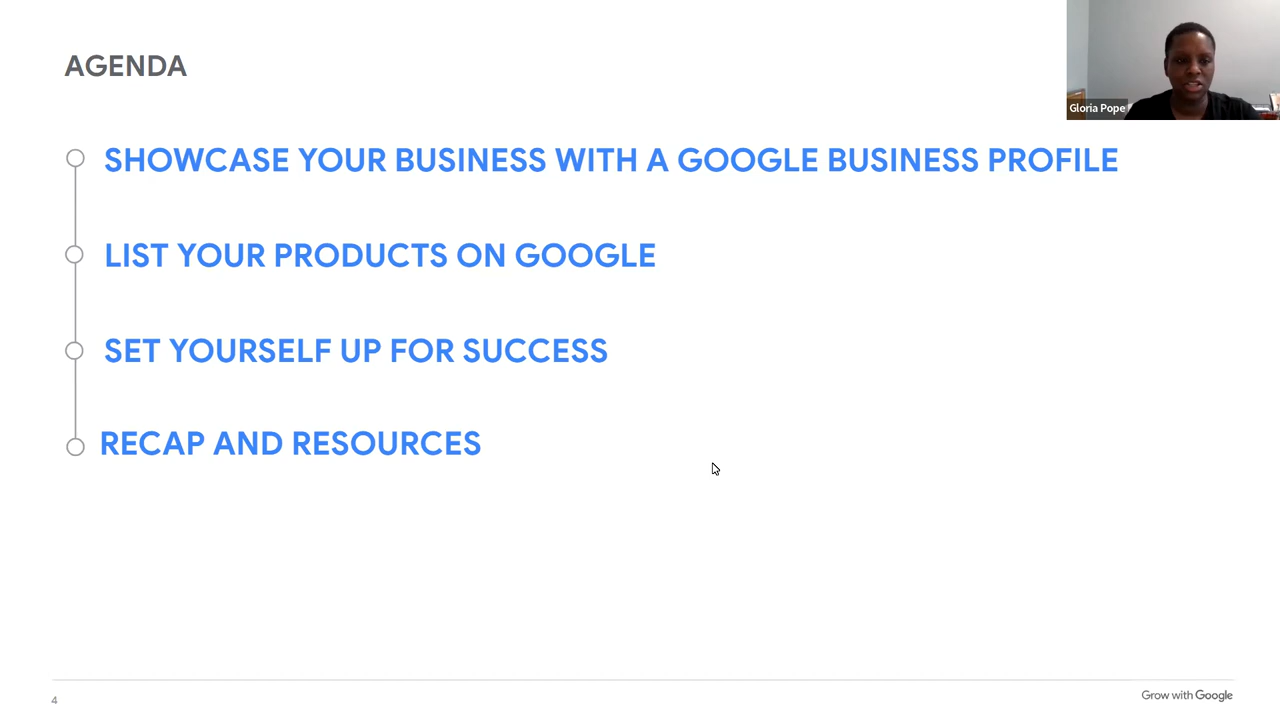 AGENDA
Gloria Pope
SHOWCASE YOUR BUSINESS WITH A GOOGLE BUSINESS PROFILE
LIST YOUR PRODUCTS ON GOOGLE
SET YOURSELF UP FOR SUCCESS
RECAP AND RESOURCES
4
Grow with Google